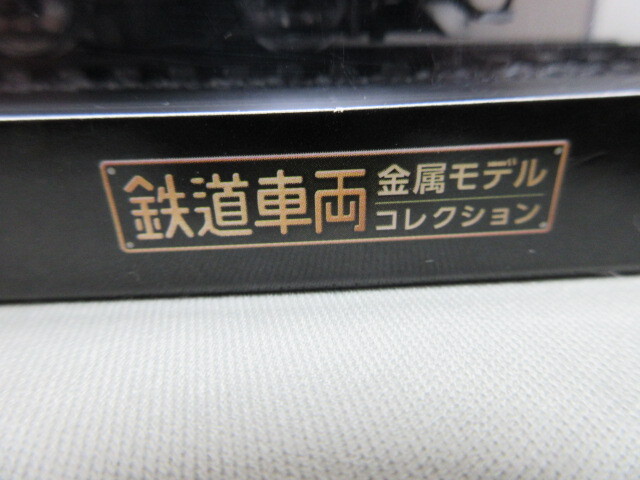 鉄道車両
金属モデル
コレクション